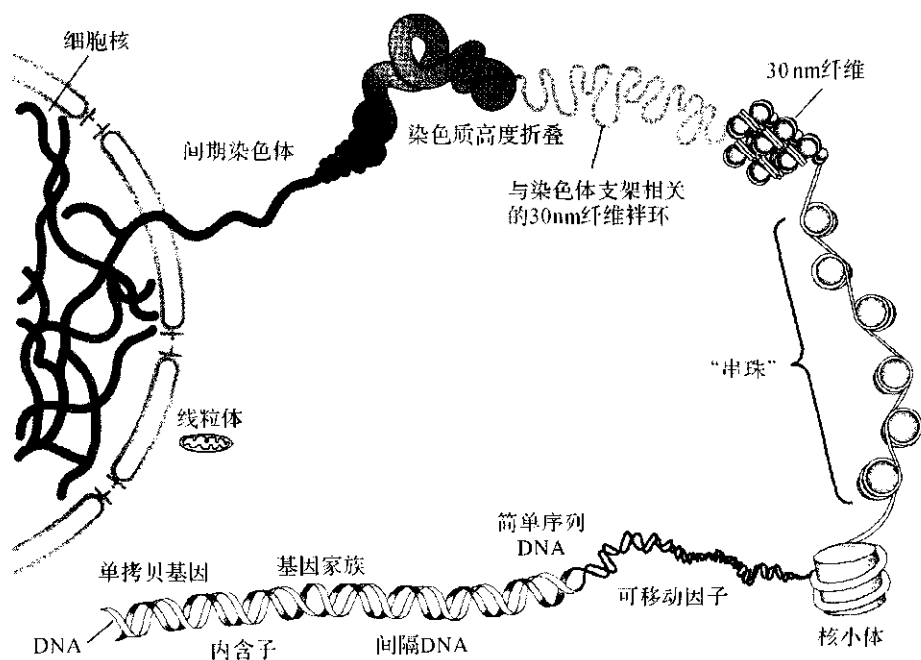 细胞核
30 nm纤维
间期染色体
染色质高度折叠
与染色体支架相关
的30nm纤维袢环
“串珠”
线粒体
简单序列
DNA
单拷贝基因
基因家族
可移动因子
DNA
内含子
间隔DNA
核小体